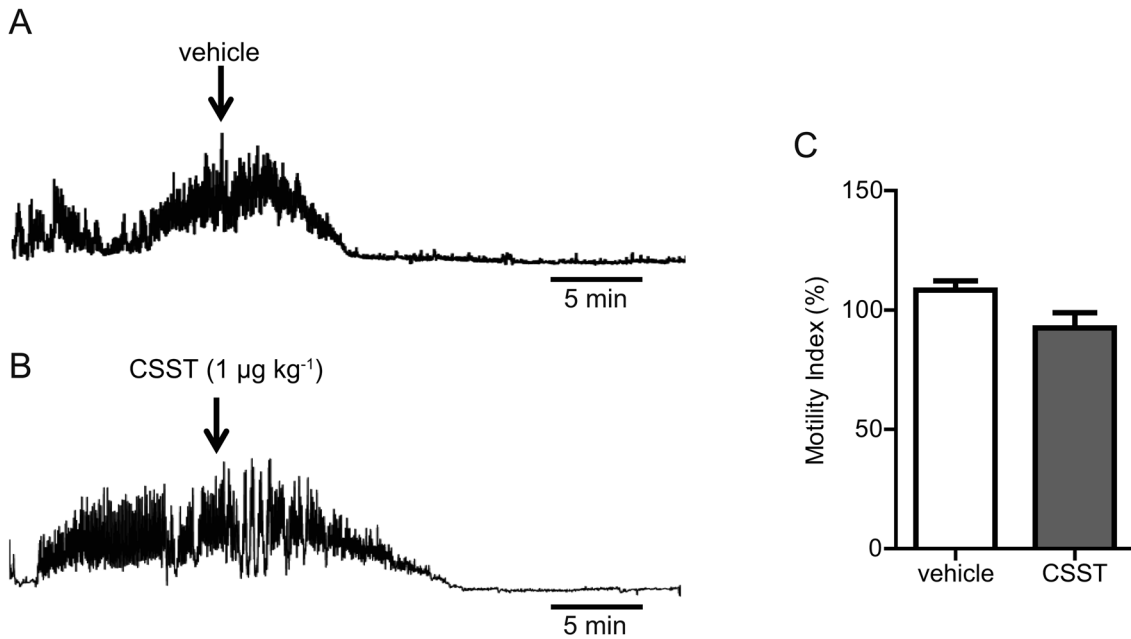 A
vehicle
5 min
B
CSST (1 µg kg⁻¹)
5 min
C
Motility Index (%)
150
100
50
0
vehicle CSST